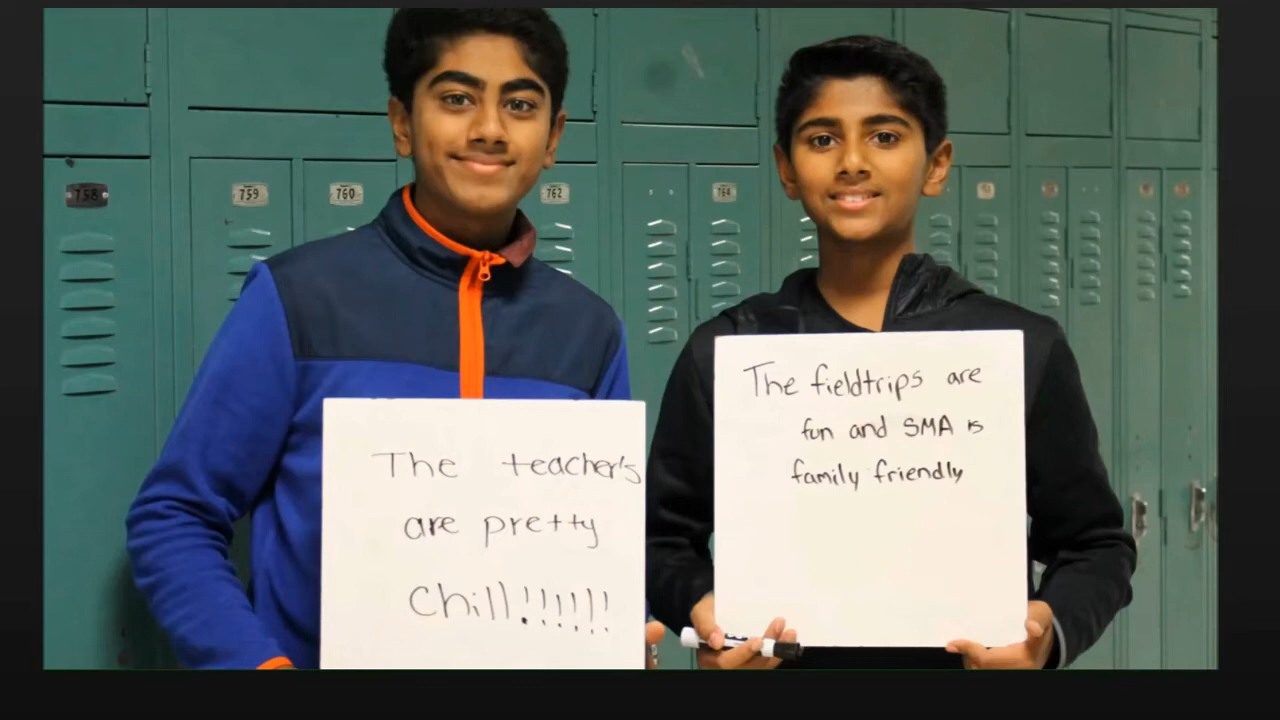 758
759
760
762
764
The teacher's
are pretty
chill!!!!!!
The fieldtrips are
fun and SMA is
family friendly